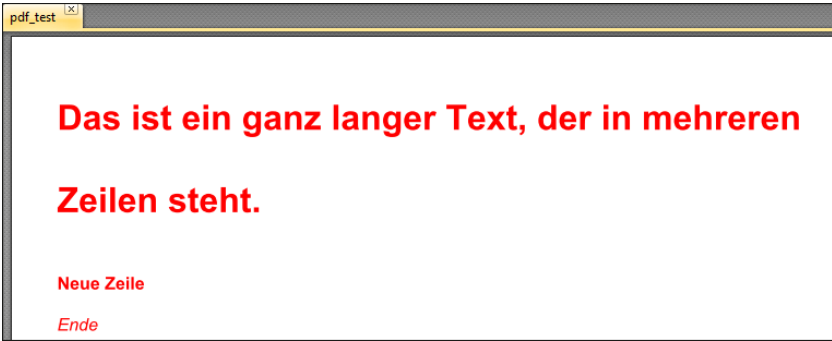 pdf_test
Das ist ein ganz langer Text, der in mehreren
Zeilen steht.
Neue Zeile
Ende